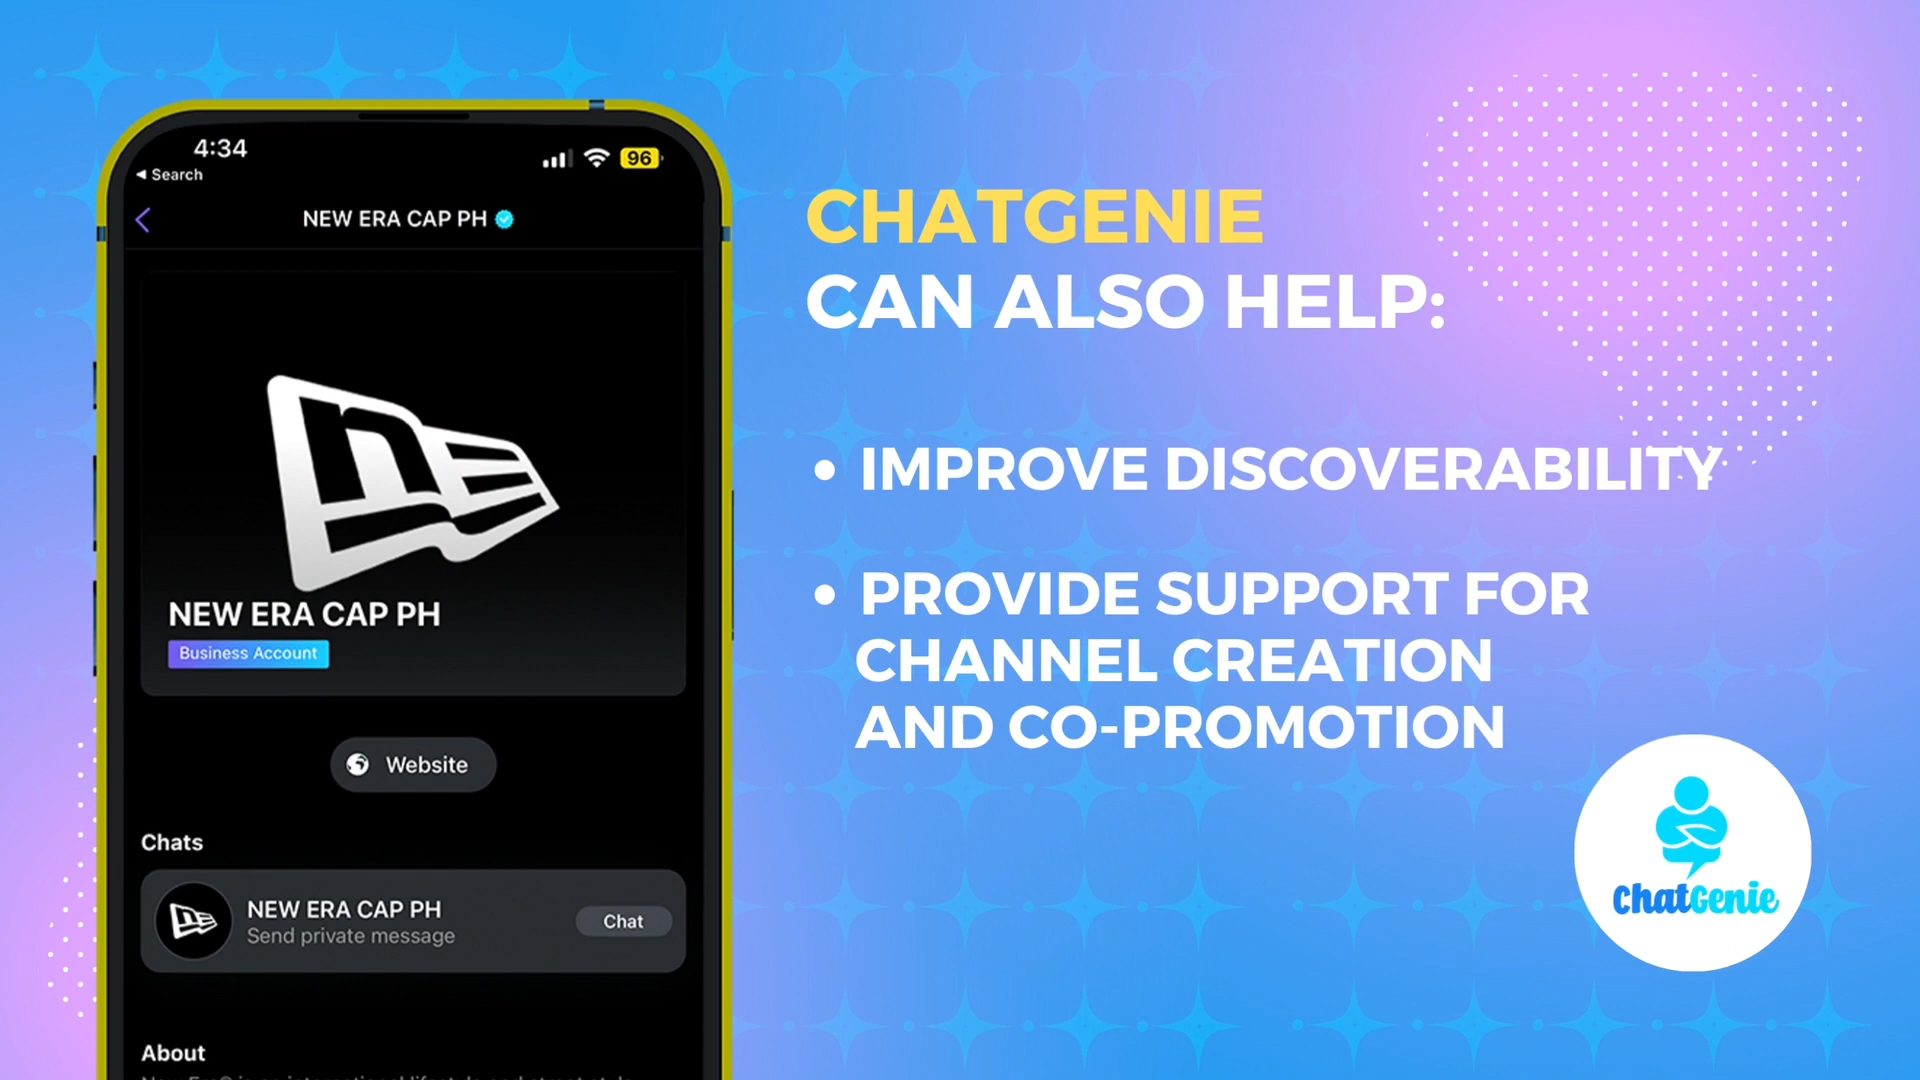 4:34
96
Search
NEW ERA CAP PH
NEW ERA CAP PH
Business Account
Website
Chats
NEW ERA CAP PH
Send private message
Chat
About
CHATGENIE
CAN ALSO HELP:
• IMPROVE DISCOVERABILITY
• PROVIDE SUPPORT FOR
CHANNEL CREATION
AND CO-PROMOTION
ChatGenie